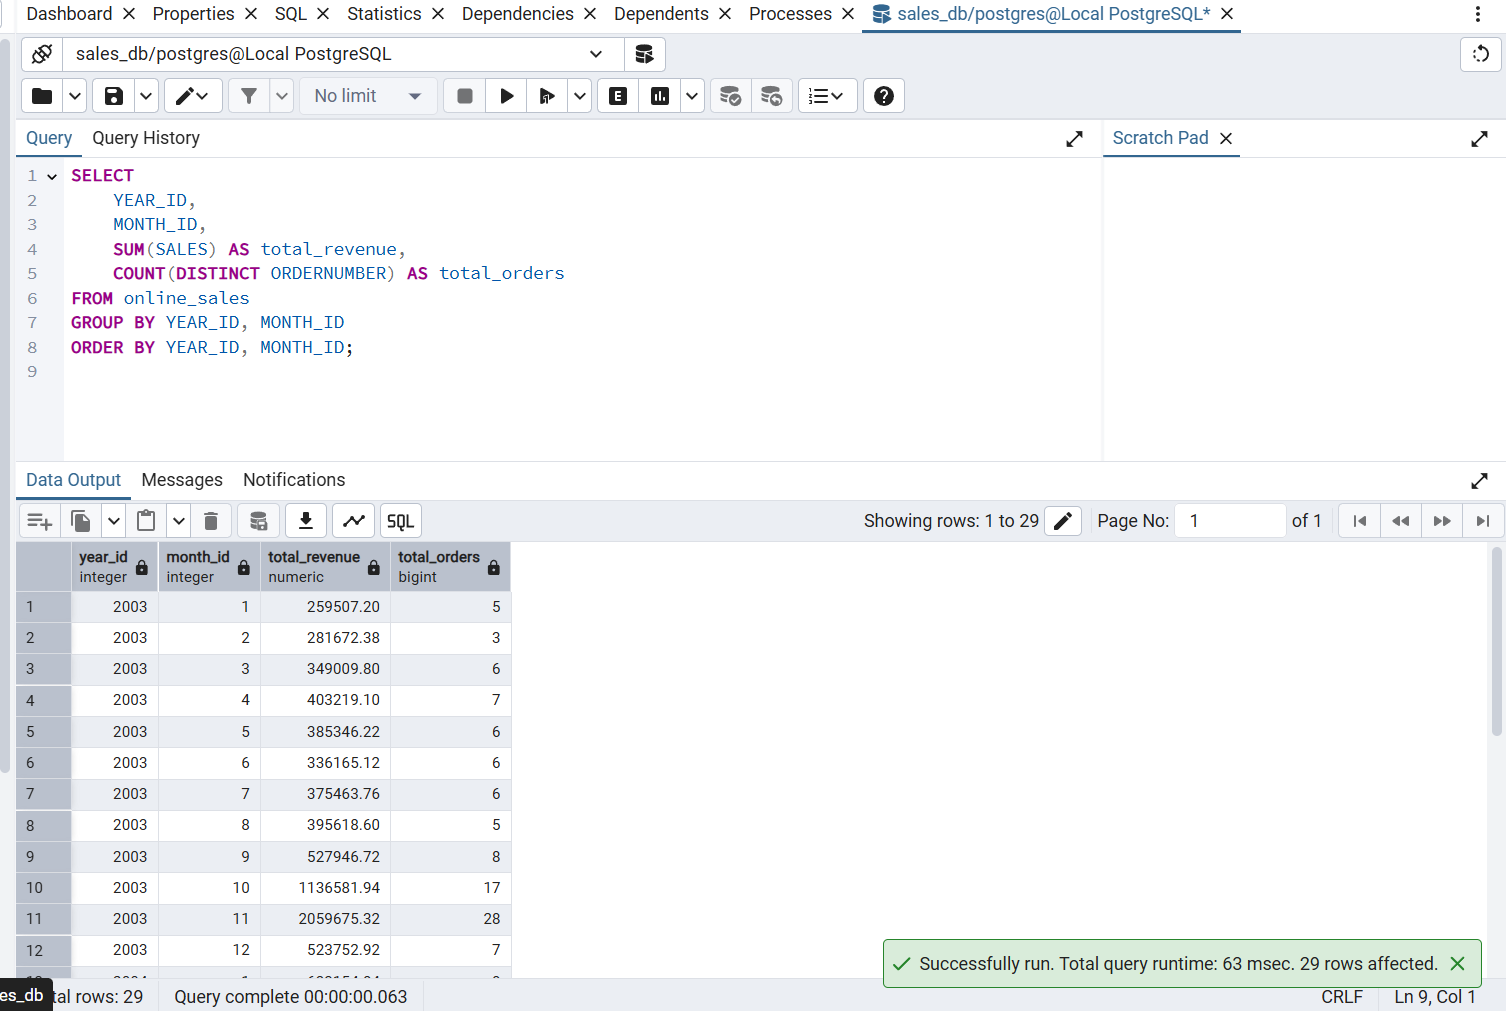 Dashboard Properties SQL Statistics Dependencies Dependents Processes sales_db/postgres@Local PostgreSQL*
sales_db/postgres@Local PostgreSQL
No limit
Query Query History Scratch Pad
1 SELECT
2 YEAR_ID,
3 MONTH_ID,
4 SUM(SALES) AS total_revenue,
5 COUNT(DISTINCT ORDERNUMBER) AS total_orders
6 FROM online_sales
7 GROUP BY YEAR_ID, MONTH_ID
8 ORDER BY YEAR_ID, MONTH_ID;
9
Data Output Messages Notifications
SQL Showing rows: 1 to 29 Page No: 1 of 1
year_id month_id total_revenue total_orders
integer integer numeric bigint
1 2003 1 259507.20 5
2 2003 2 281672.38 3
3 2003 3 349009.80 6
4 2003 4 403219.10 7
5 2003 5 385346.22 6
6 2003 6 336165.12 6
7 2003 7 375463.76 6
8 2003 8 395618.60 5
9 2003 9 527946.72 8
10 2003 10 1136581.94 17
11 2003 11 2059675.32 28
12 2003 12 523752.92 7
Successfully run. Total query runtime: 63 msec. 29 rows affected.
es_db tal rows: 29 Query complete 00:00:00.063 CRLF Ln 9, Col 1